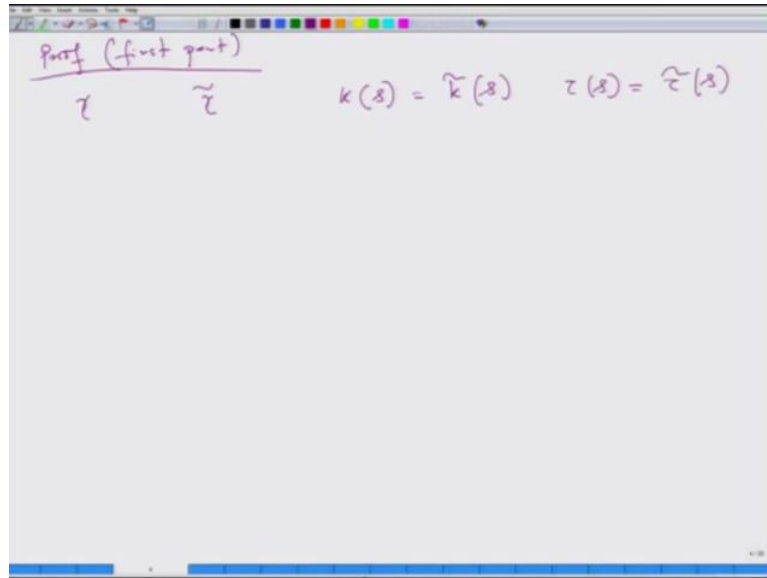 Proof (first part)
γ γ̃ k(s) = k̃(s) τ(s) = τ̃(s)